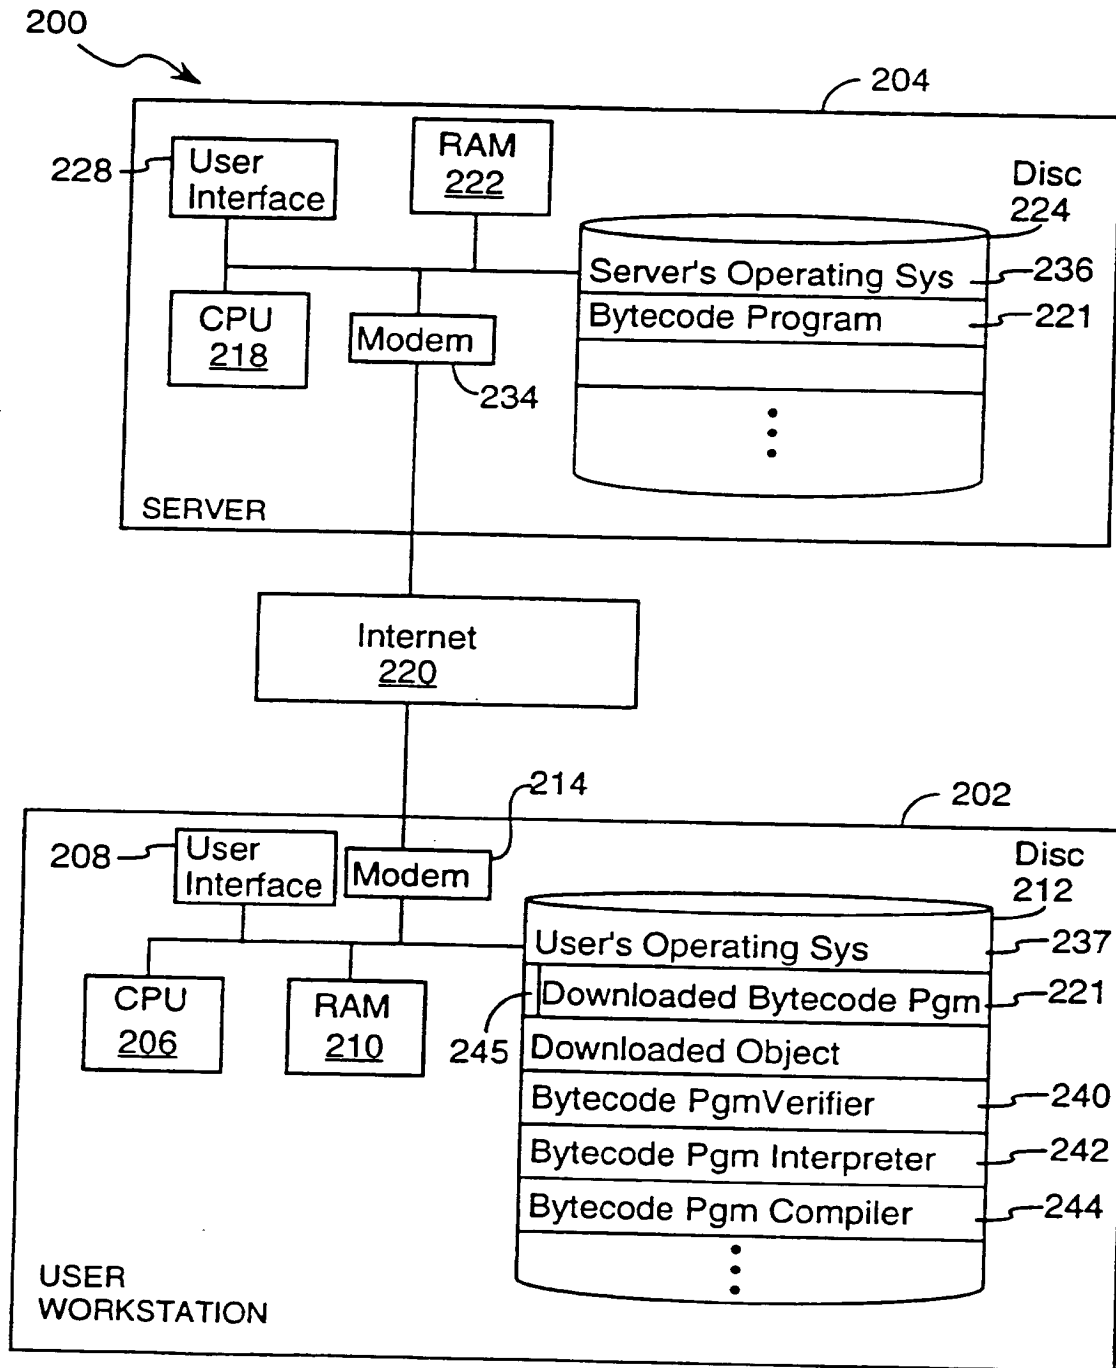 200
204
228
User
Interface
RAM
222
Disc
224
Server's Operating Sys
236
CPU
218
Modem
234
Bytecode Program
221
SERVER
Internet
220
214
202
208
User
Interface
Modem
Disc
212
User's Operating Sys
237
CPU
206
RAM
210
245
Downloaded Bytecode Pgm
221
Downloaded Object
Bytecode PgmVerifier
240
Bytecode Pgm Interpreter
242
Bytecode Pgm Compiler
244
USER
WORKSTATION